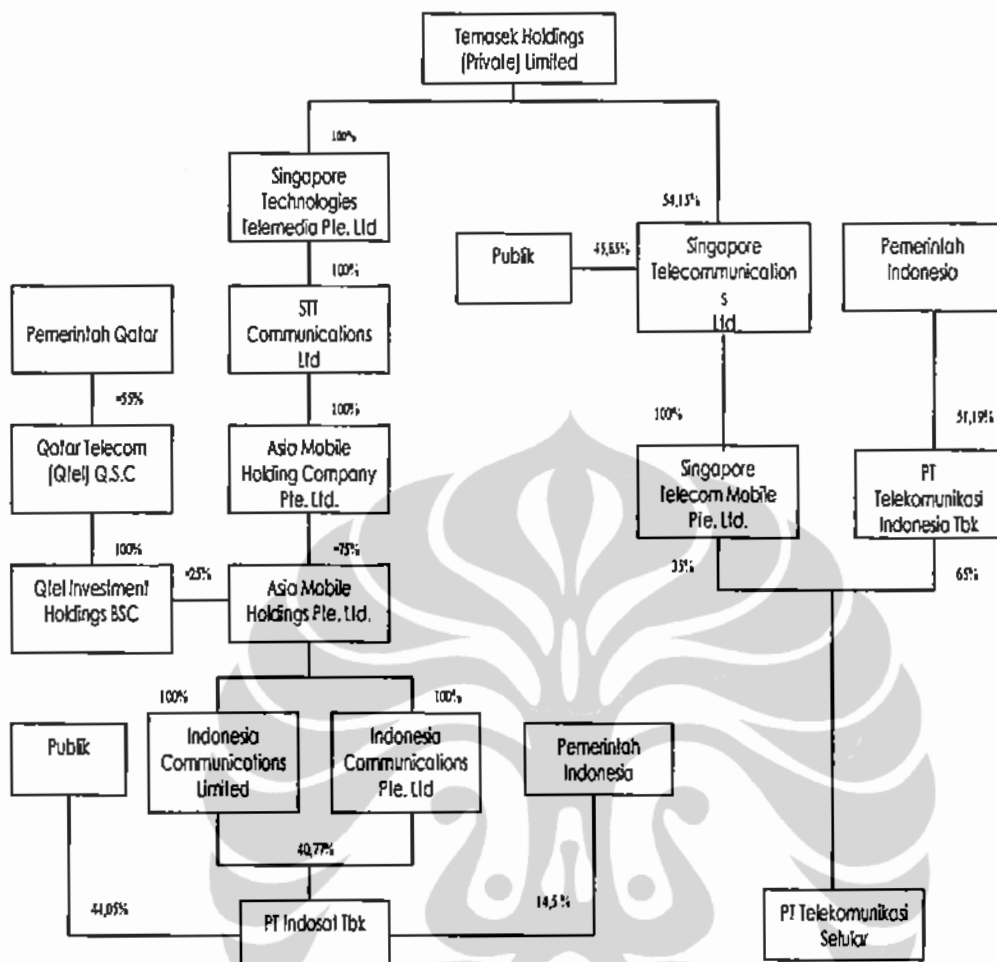 Temasek Holdings
(Private) Limited
100%
Singapore
Technologies
Telemedia Pte. Ltd
54,15%
Publik
45,85%
Singapore
Telecommunication
s
Ltd
Pemerintah
Indonesia
100%
Pemerintah Qatar
STT
Communications
Ltd
≈55%
100%
100%
51,19%
Qatar Telecom
(Qtel) Q.S.C
Asia Mobile
Holding Company
Pte. Ltd.
Singapore
Telecom Mobile
Pte. Ltd.
PT
Telekomunikasi
Indonesia Tbk
100%
≈75%
35%
65%
Qtel Investment
Holdings BSC
≈25%
Asia Mobile
Holdings Pte. Ltd.
100%
100%
Publik
Indonesia
Communications
Limited
Indonesia
Communications
Pte. Ltd
Pemerintah
Indonesia
40,77%
44,05%
14,5%
PT Indosat Tbk
PT Telekomunikasi
Selular